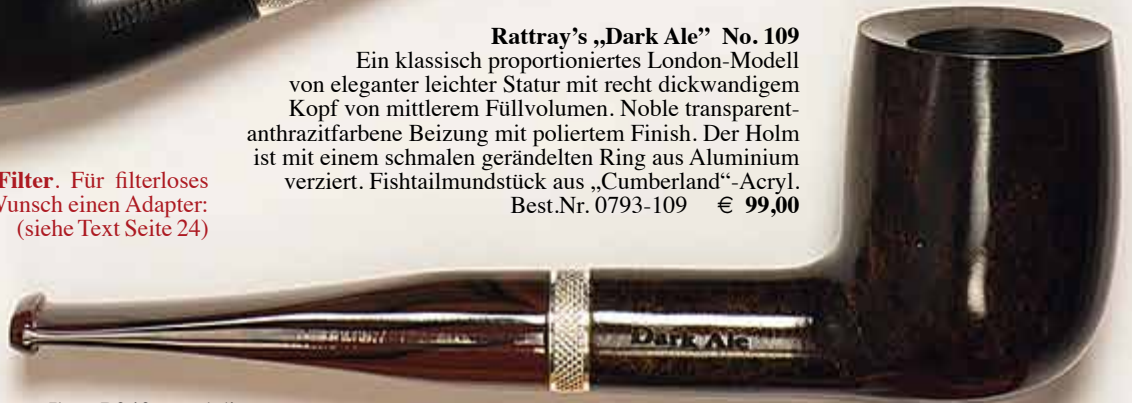 Rattray’s „Dark Ale” No. 109
Ein klassisch proportioniertes London-Modell
von eleganter leichter Statur mit recht dickwandigem
Kopf von mittlerem Füllvolumen. Noble transparent-
anthrazitfarbene Beizung mit poliertem Finish. Der Holm
ist mit einem schmalen gerändelten Ring aus Aluminium
verziert. Fishtailmundstück aus „Cumberland“-Acryl.
Best.Nr. 0793-109 € 99,00
Filter. Für filterloses
Wunsch einen Adapter:
(siehe Text Seite 24)
Dark Ale